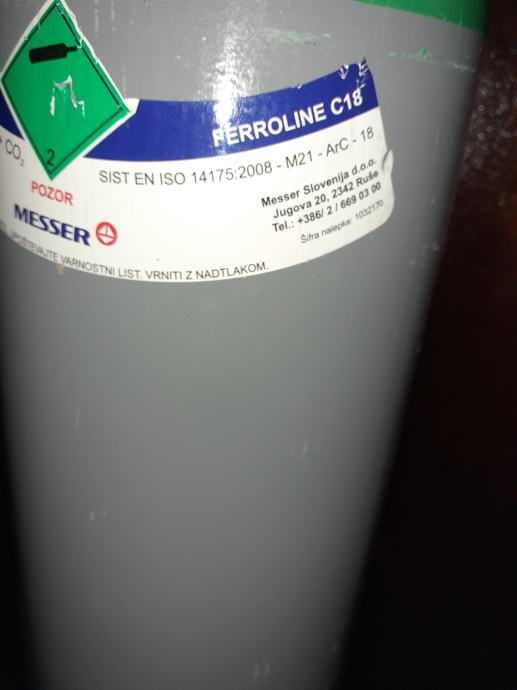 FERROLINE C18
+ CO₂
2
SIST EN ISO 14175:2008 - M21 - ArC - 18
POZOR
MESSER
Messer Slovenija d.o.o.
Jugova 20, 2342 Ruše
Tel.: +386/ 2 / 669 03 00
Šifra nalepke: 1032170
UPOŠTEVAJTE VARNOSTNI LIST. VRNITI Z NADTLAKOM.